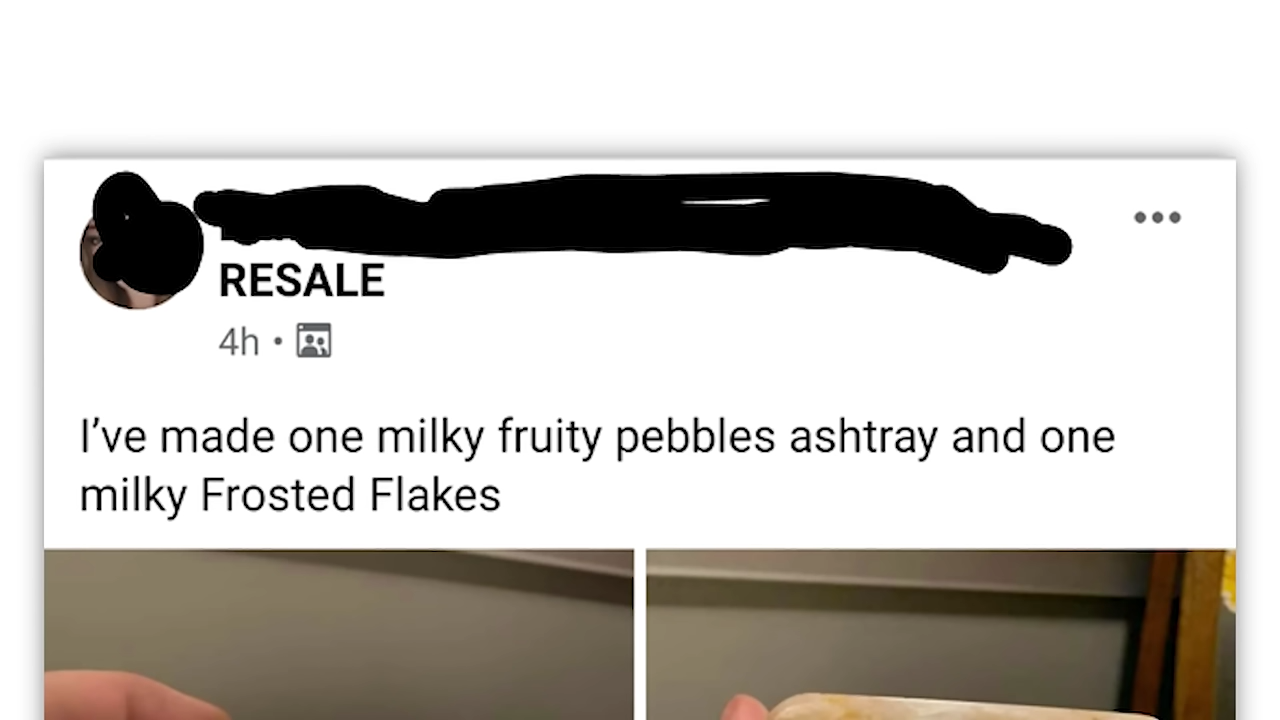 RESALE
4h •
I’ve made one milky fruity pebbles ashtray and one
milky Frosted Flakes